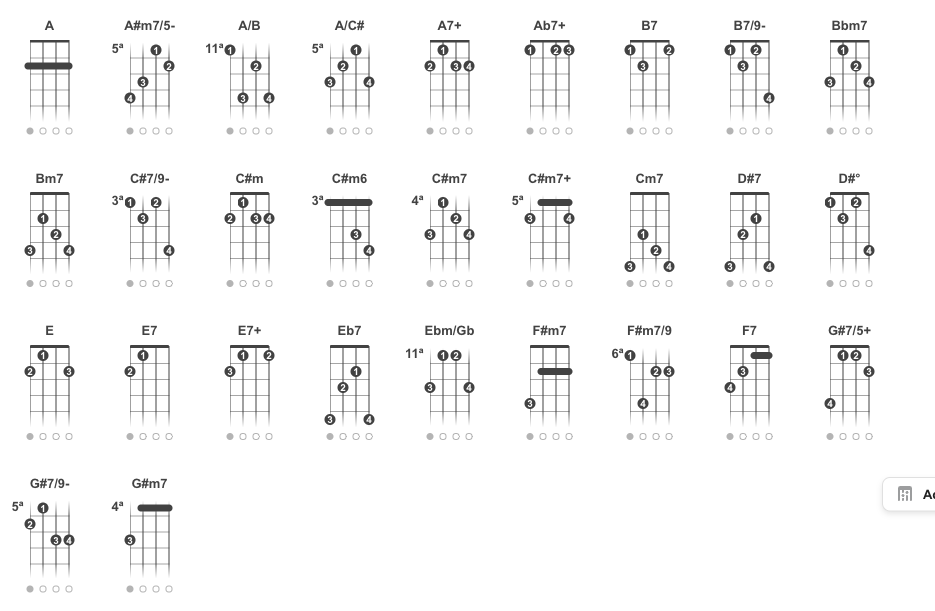 A A#m7/5- A/B A/C# A7+ Ab7+ B7 B7/9- Bbm7
5ª 1 2 3 4
11ª 1 2 3 4
5ª 1 2 3 4
1 2 3 4
1 2 3
1 2 3
1 2 3 4
1 2 3 4
Bm7 C#7/9- C#m C#m6 C#m7 C#m7+ Cm7 D#7 D#°
1 2 3 4
3ª 1 2 3 4
1 2 3 4
3ª 3 4
4ª 1 2 3 4
5ª 3 4
1 2 3 4
1 2 3 4
1 2 3 4
E E7 E7+ Eb7 Ebm/Gb F#m7 F#m7/9 F7 G#7/5+
1 2 3
1 2
1 2 3
1 2 3 4
11ª 1 2 3 4
3
6ª 1 2 3 4
3 4
1 2 3 4
G#7/9- G#m7
5ª 1 2 3 4
4ª 3